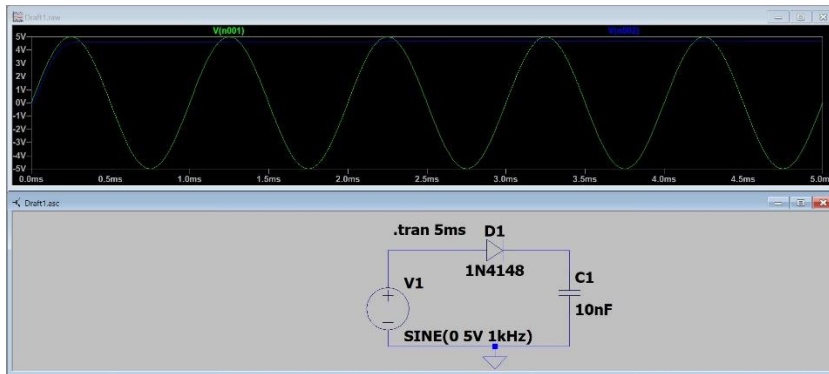 Draft1.raw
V(n001) V(n002)
5V
4V
3V
2V
1V
0V
-1V
-2V
-3V
-4V
-5V
0.0ms 0.5ms 1.0ms 1.5ms 2.0ms 2.5ms 3.0ms 3.5ms 4.0ms 4.5ms 5.0m
Draft1.asc
.tran 5ms D1
1N4148
V1
C1
10nF
SINE(0 5V 1kHz)